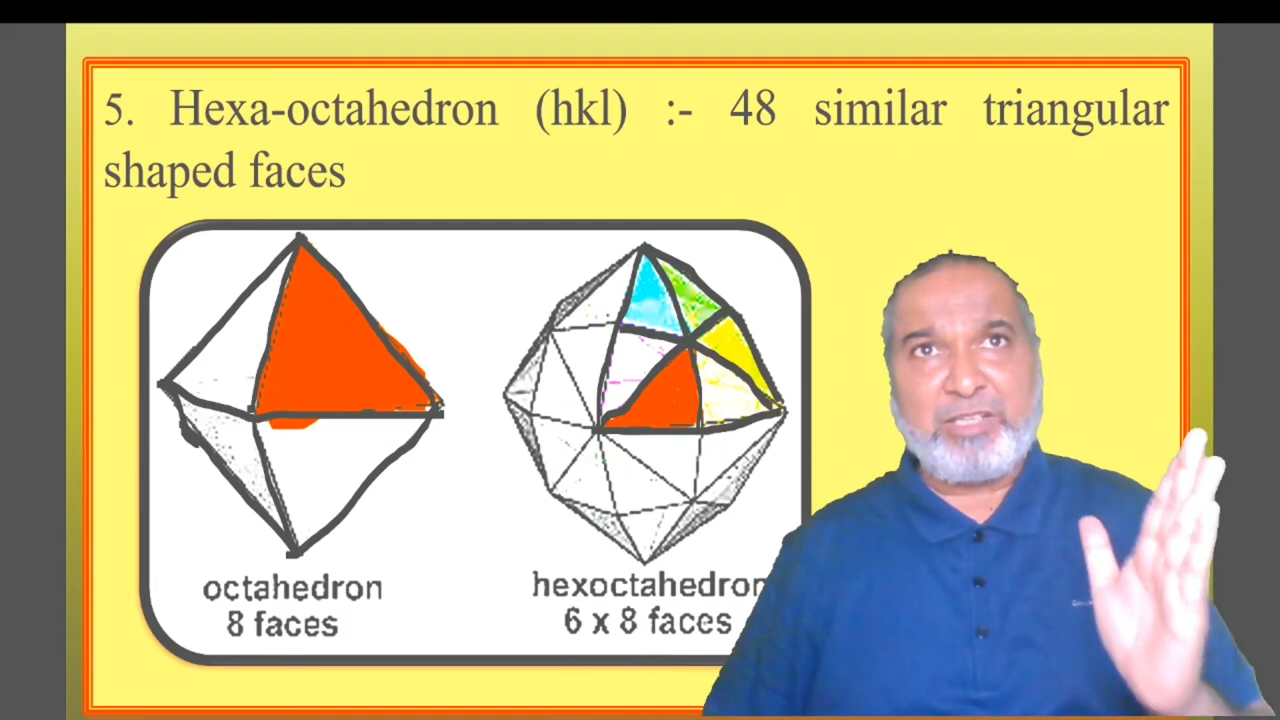 5. Hexa-octahedron (hkl) :- 48 similar triangular
shaped faces
octahedron
8 faces
hexoctahedron
6 x 8 faces